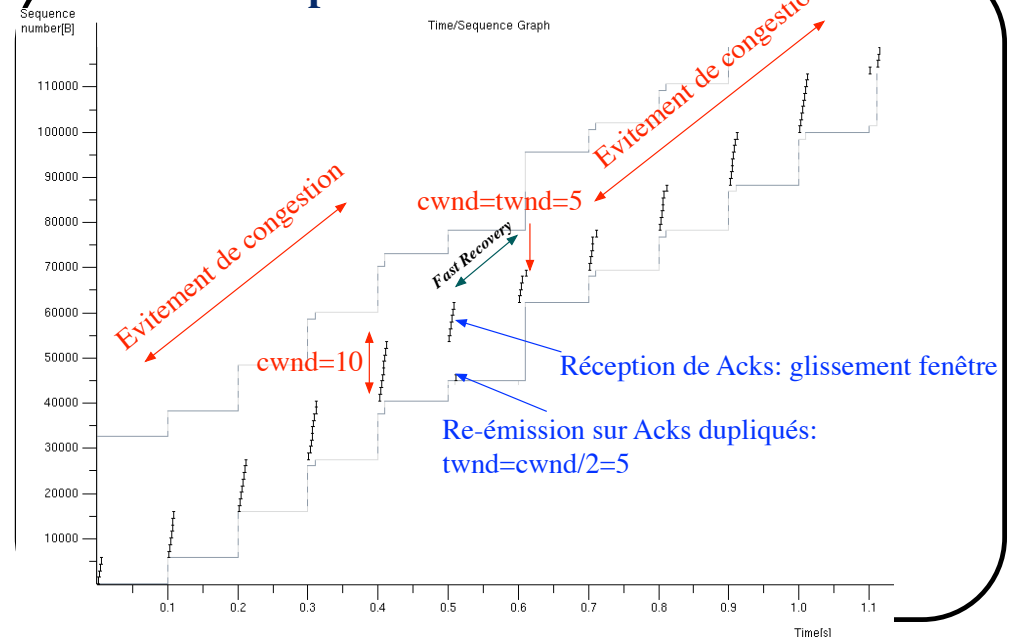 Sequence
number[B]
Time/Sequence Graph
Evitement de congestion
110000
100000
90000
80000
70000
60000
50000
40000
30000
20000
10000
Evitement de congestion
cwnd=twnd=5
Fast Recovery
cwnd=10
Réception de Acks: glissement fenêtre
Re-émission sur Acks dupliqués:
twnd=cwnd/2=5
0.1 0.2 0.3 0.4 0.5 0.6 0.7 0.8 0.9 1.0 1.1
Time[s]